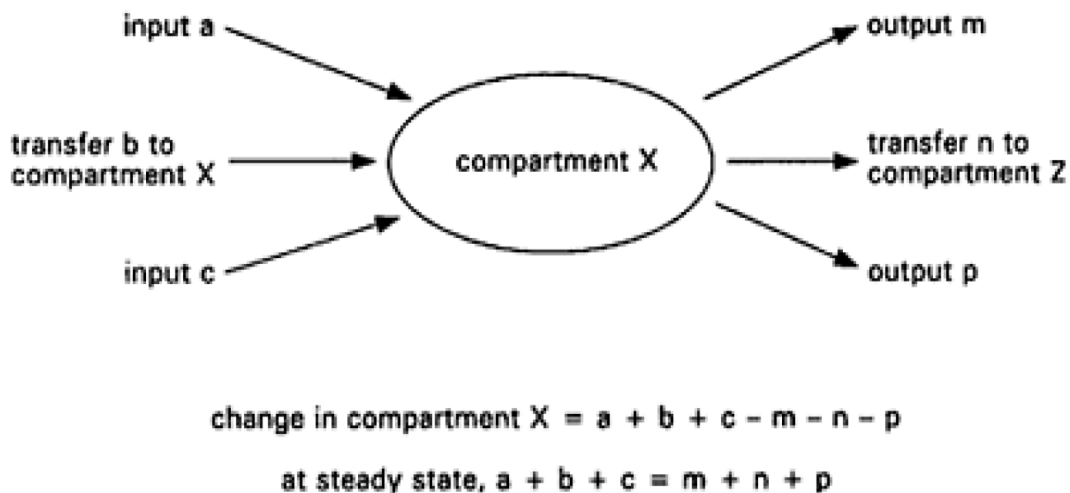 input a
output m
transfer b to
compartment X
compartment X
transfer n to
compartment Z
input c
output p
change in compartment X = a + b + c - m - n - p
at steady state, a + b + c = m + n + p